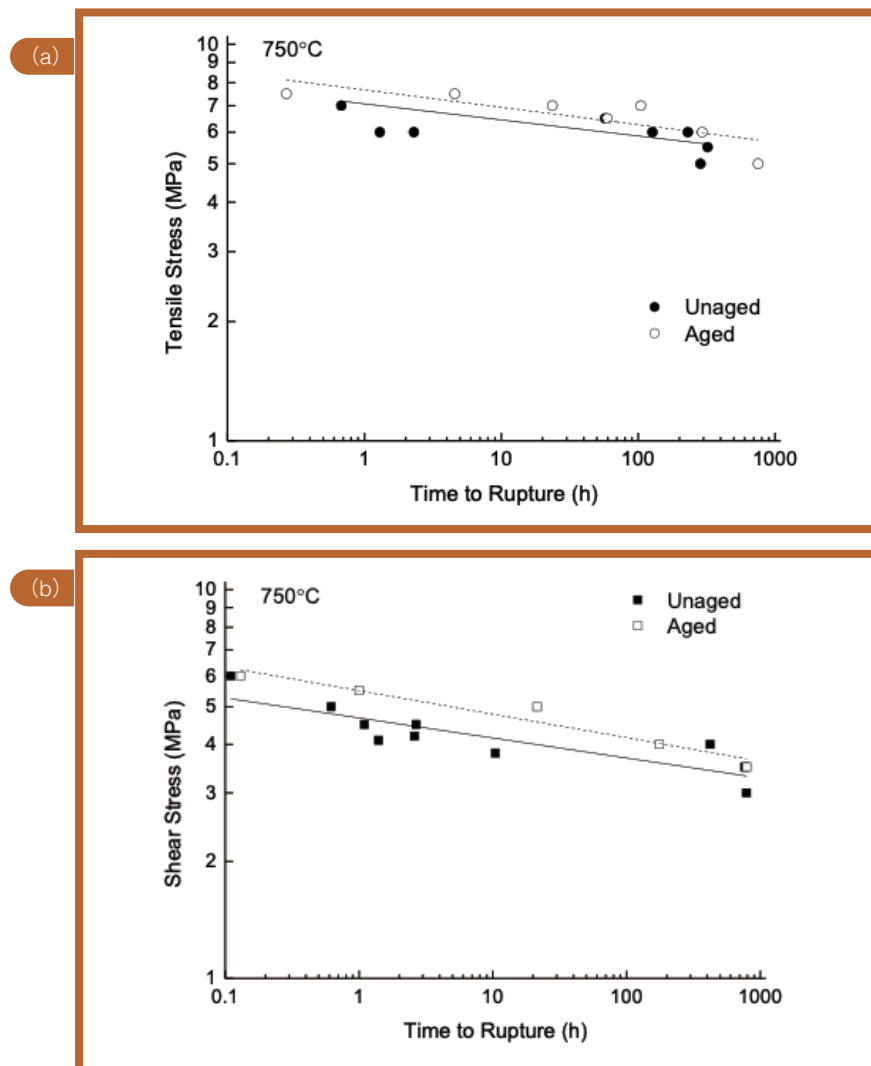 (a)
750°C
10
9
8
7
6
5
4
3
2
1
Tensile Stress (MPa)
Unaged
Aged
0.1 1 10 100 1000
Time to Rupture (h)
(b)
750°C
10
9
8
7
6
5
4
3
2
1
Shear Stress (MPa)
Unaged
Aged
0.1 1 10 100 1000
Time to Rupture (h)